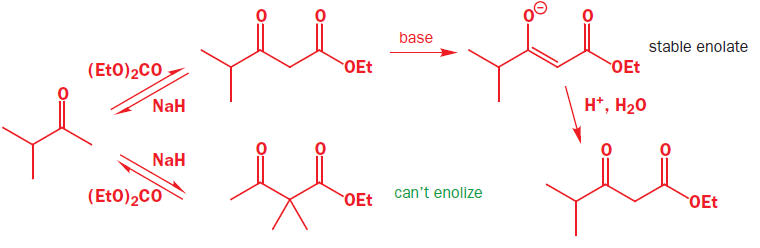 O O
OEt
base
O⊖ O
OEt
stable enolate
(EtO)₂CO
NaH
O
H⁺, H₂O
NaH
(EtO)₂CO
O O
OEt
can't enolize
O O
OEt